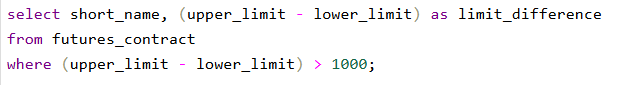 select short_name, (upper_limit - lower_limit) as limit_difference
from futures_contract
where (upper_limit - lower_limit) > 1000;